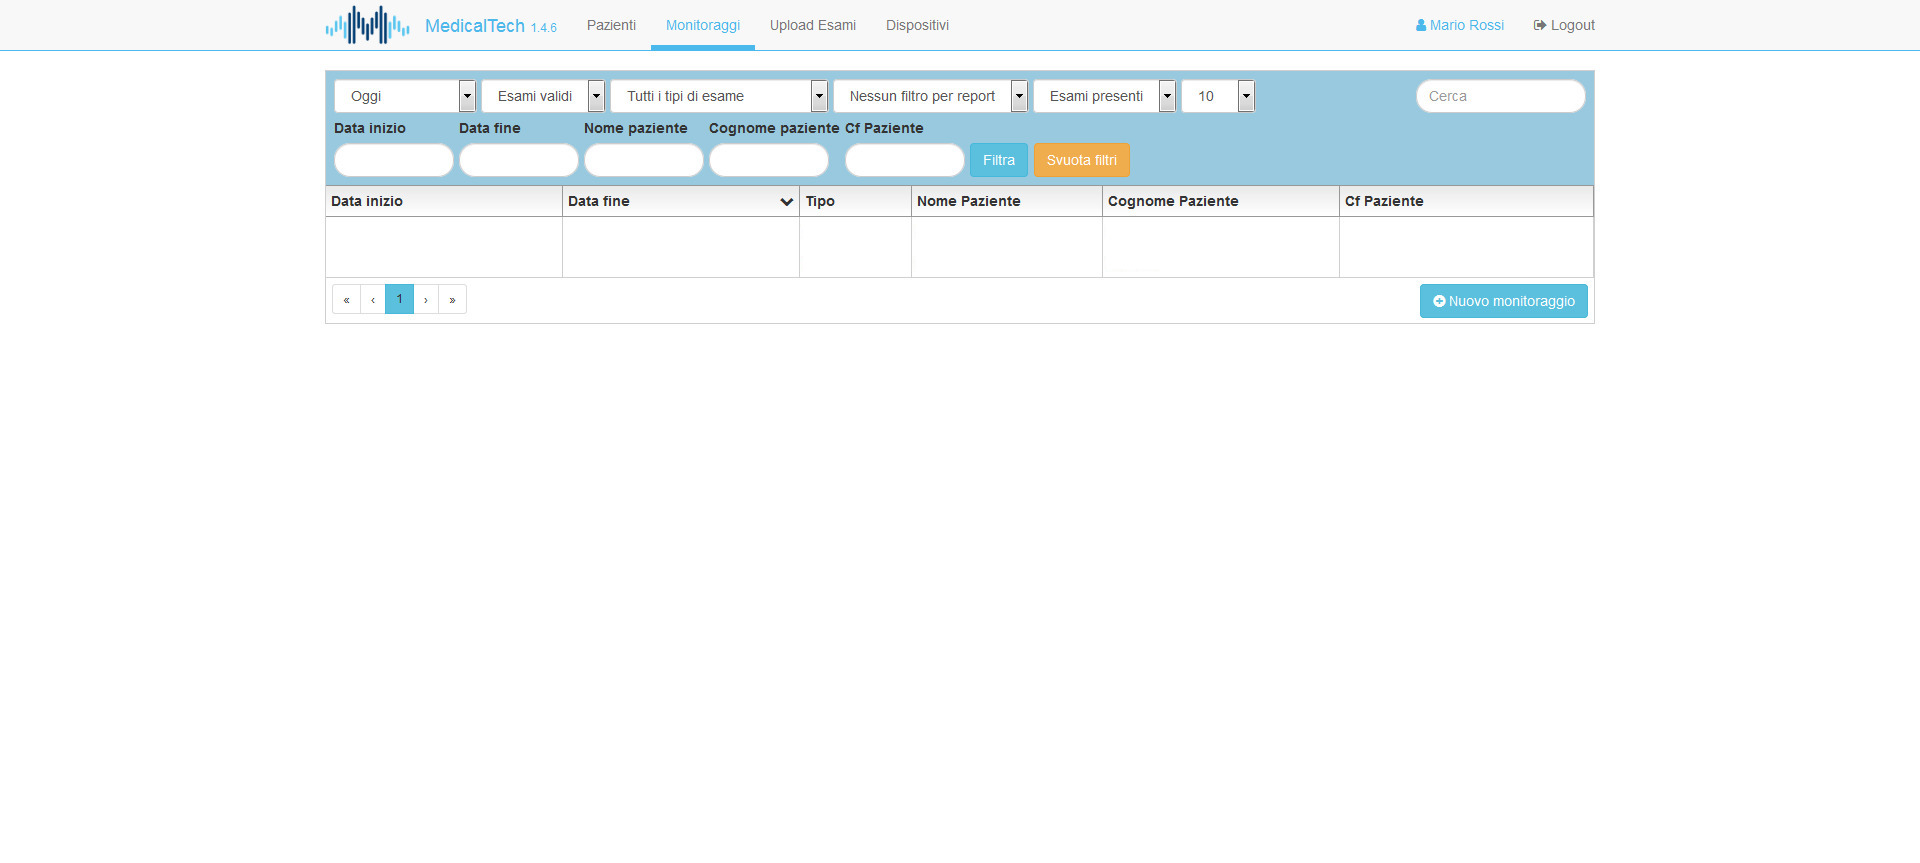 MedicalTech 1.4.6 Pazienti Monitoraggi Upload Esami Dispositivi Mario Rossi Logout
Oggi Esami validi Tutti i tipi di esame Nessun filtro per report Esami presenti 10 Cerca
Data inizio Data fine Nome paziente Cognome paziente Cf Paziente
Filtra Svuota filtri
Data inizio Data fine Tipo Nome Paziente Cognome Paziente Cf Paziente
« ‹ 1 › » Nuovo monitoraggio